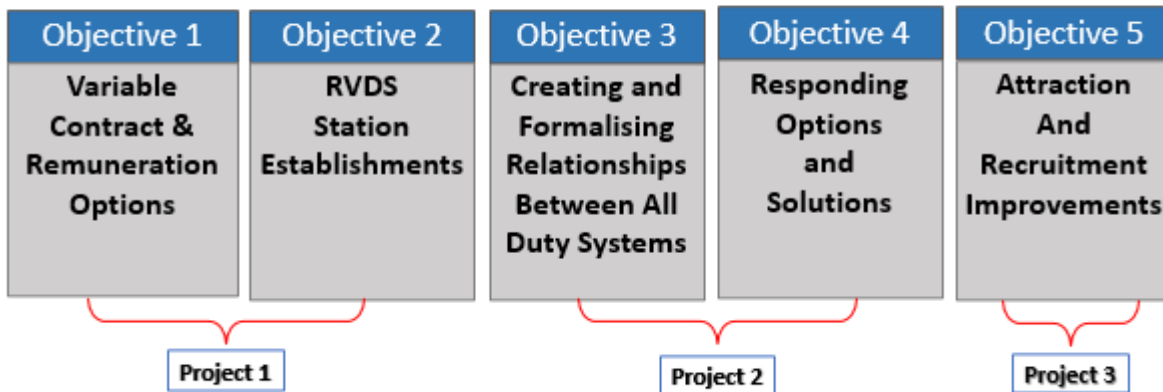 Objective 1
Variable
Contract &
Remuneration
Options
Objective 2
RVDS
Station
Establishments
Objective 3
Creating and
Formalising
Relationships
Between All
Duty Systems
Objective 4
Responding
Options
and
Solutions
Objective 5
Attraction
And
Recruitment
Improvements
Project 1
Project 2
Project 3